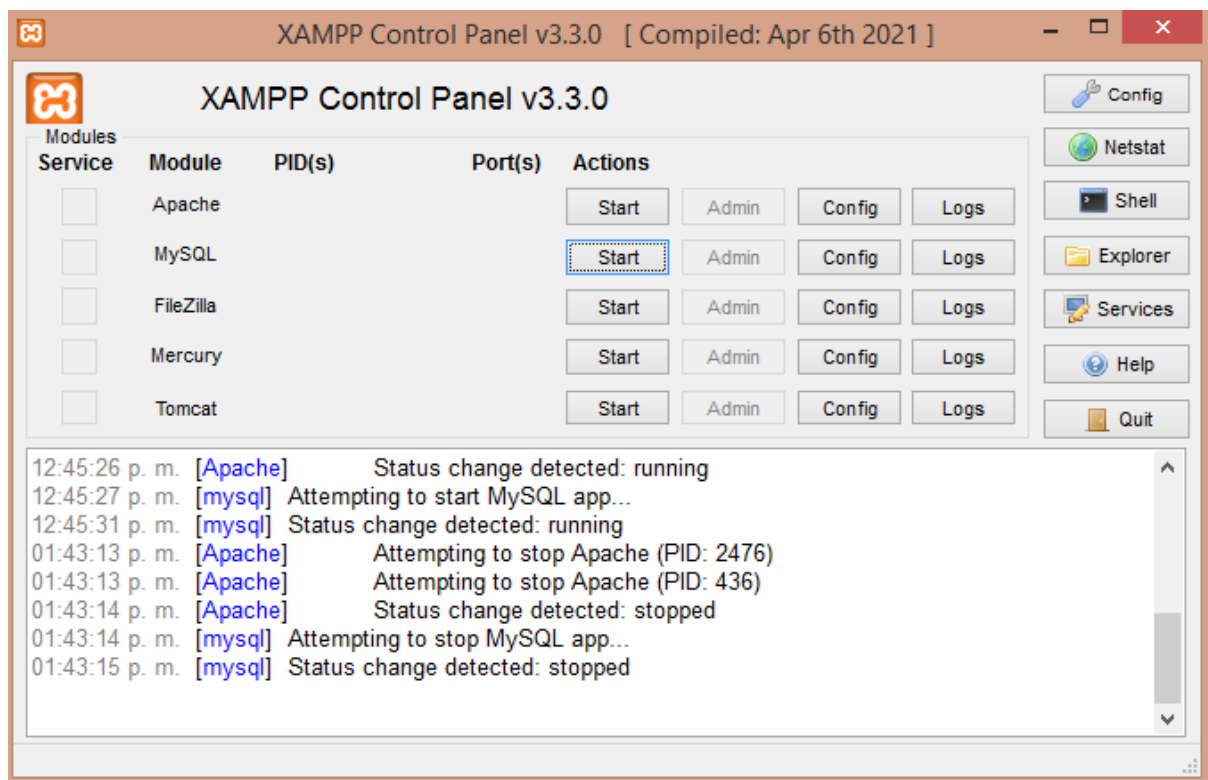 XAMPP Control Panel v3.3.0 [ Compiled: Apr 6th 2021 ]
XAMPP Control Panel v3.3.0
Config
Modules
Netstat
Service Module PID(s) Port(s) Actions
Apache Start Admin Config Logs
Shell
MySQL Start Admin Config Logs
Explorer
FileZilla Start Admin Config Logs
Services
Mercury Start Admin Config Logs
Help
Tomcat Start Admin Config Logs
Quit
12:45:26 p. m. [Apache] Status change detected: running
12:45:27 p. m. [mysql] Attempting to start MySQL app...
12:45:31 p. m. [mysql] Status change detected: running
01:43:13 p. m. [Apache] Attempting to stop Apache (PID: 2476)
01:43:13 p. m. [Apache] Attempting to stop Apache (PID: 436)
01:43:14 p. m. [Apache] Status change detected: stopped
01:43:14 p. m. [mysql] Attempting to stop MySQL app...
01:43:15 p. m. [mysql] Status change detected: stopped